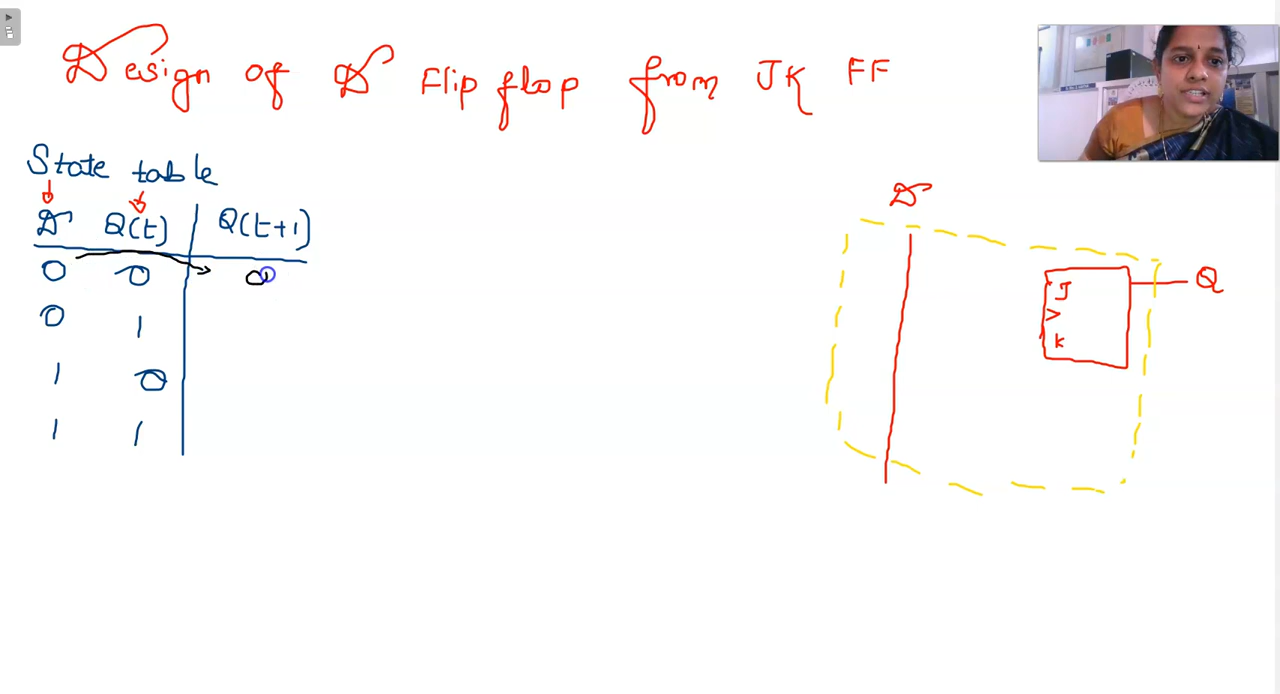 Design of D Flip flop from JK FF
State table
D Q(t) Q(t+1)
0 0 0
0 1
1 0
1 1
D
J
>
K
Q